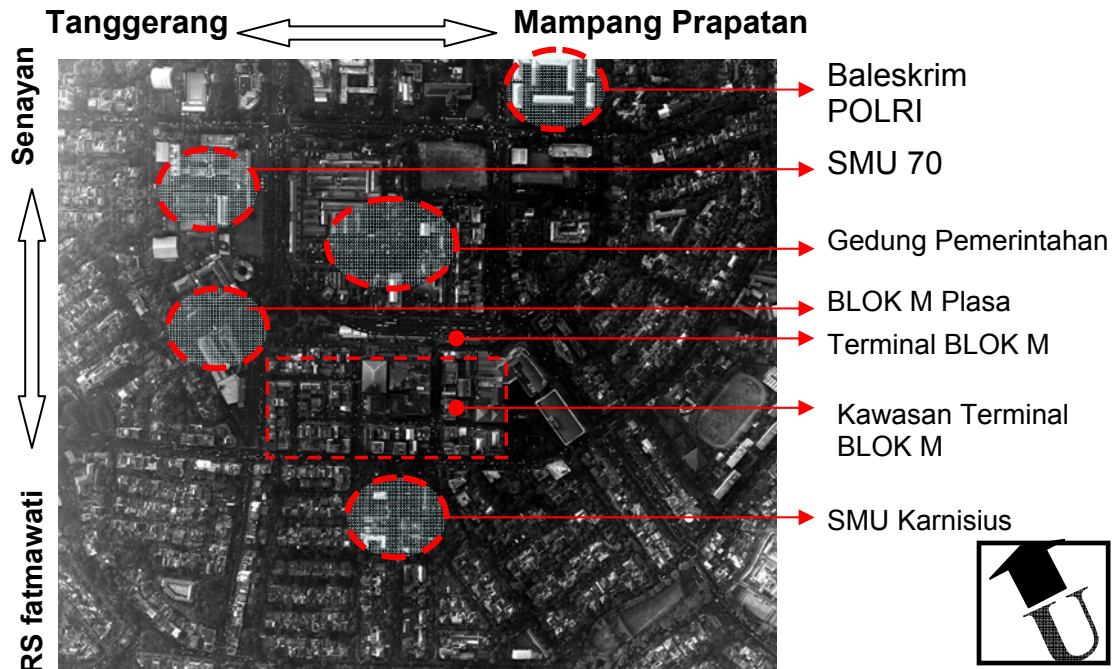 Tanggerang
Mampang Prapatan
Senayan
RS fatmawati
Baleskrim
POLRI
SMU 70
Gedung Pemerintahan
BLOK M Plasa
Terminal BLOK M
Kawasan Terminal
BLOK M
SMU Karnisius
U